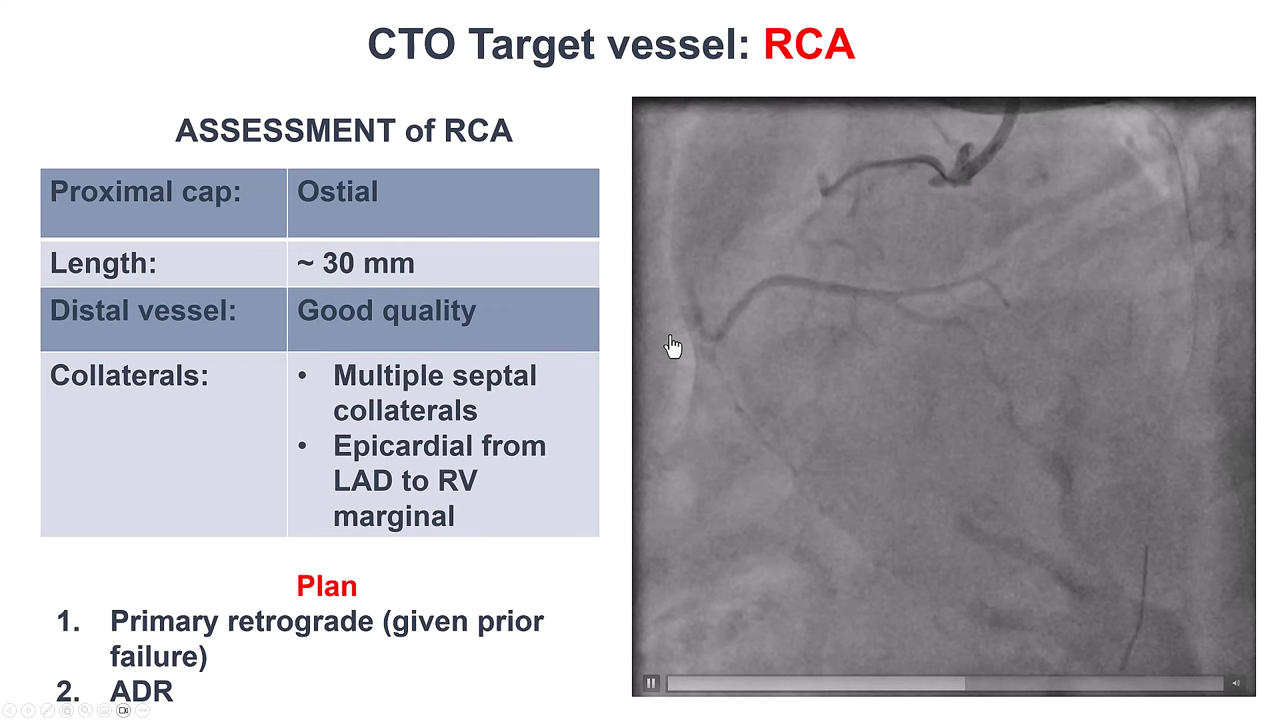 CTO Target vessel: RCA
ASSESSMENT of RCA
Proximal cap: Ostial
Length: ~ 30 mm
Distal vessel: Good quality
Collaterals: • Multiple septal
collaterals
• Epicardial from
LAD to RV
marginal
Plan
1. Primary retrograde (given prior
failure)
2. ADR